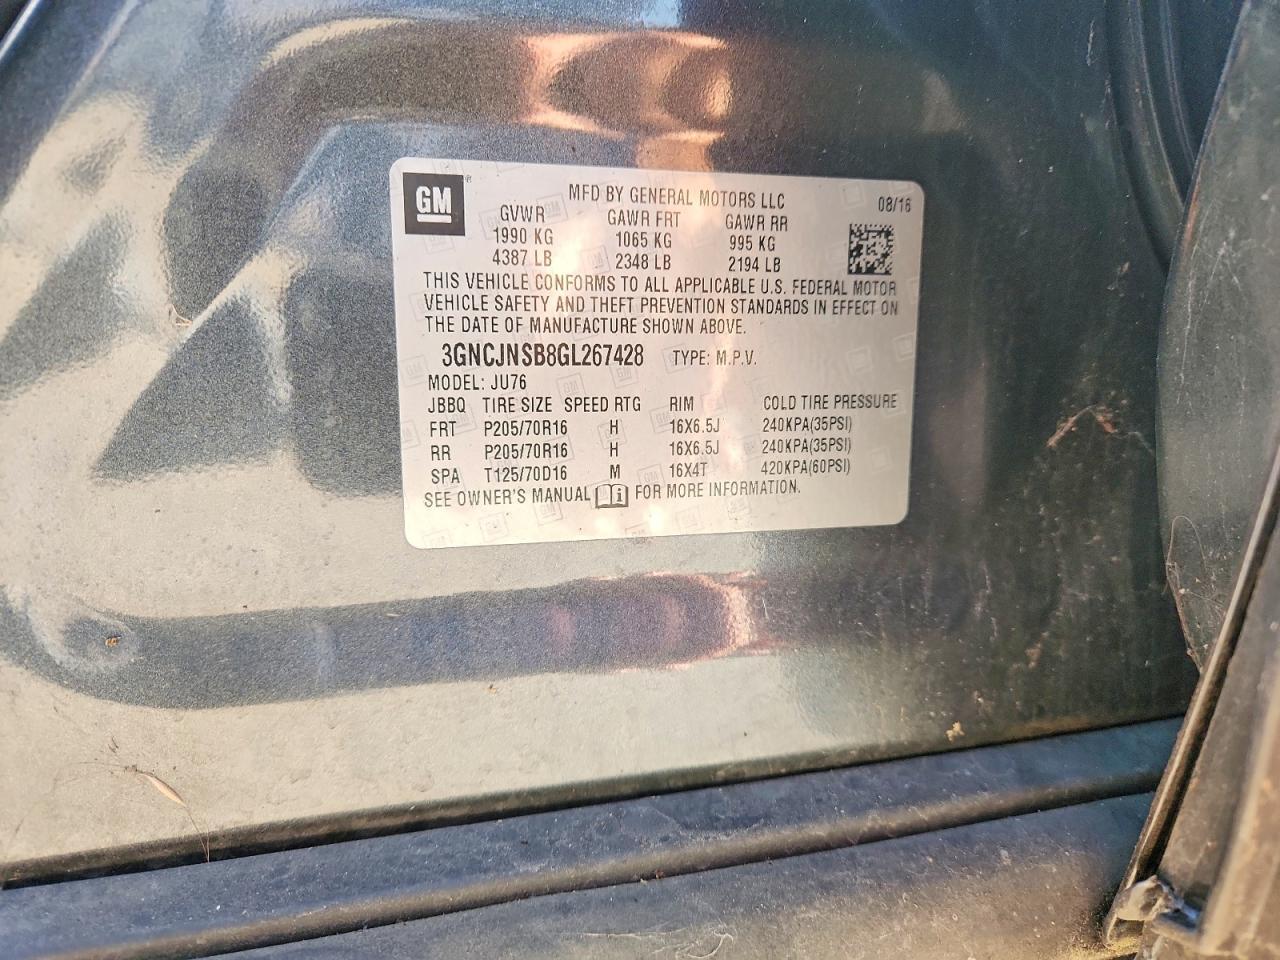 GM ®
MFD BY GENERAL MOTORS LLC 08/16
GVWR GAWR FRT GAWR RR
1990 KG 1065 KG 995 KG
4387 LB 2348 LB 2194 LB
THIS VEHICLE CONFORMS TO ALL APPLICABLE U.S. FEDERAL MOTOR
VEHICLE SAFETY AND THEFT PREVENTION STANDARDS IN EFFECT ON
THE DATE OF MANUFACTURE SHOWN ABOVE.
3GNCJNSB8GL267428 TYPE: M.P.V.
MODEL: JU76
JBBQ TIRE SIZE SPEED RTG RIM COLD TIRE PRESSURE
FRT P205/70R16 H 16X6.5J 240KPA(35PSI)
RR P205/70R16 H 16X6.5J 240KPA(35PSI)
SPA T125/70D16 M 16X4T 420KPA(60PSI)
SEE OWNER'S MANUAL FOR MORE INFORMATION.